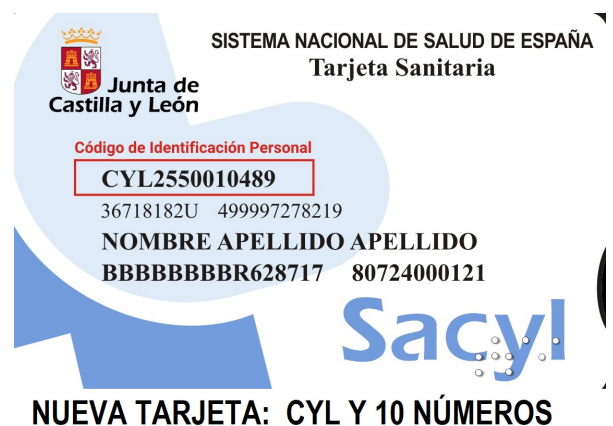 SISTEMA NACIONAL DE SALUD DE ESPAÑA
Tarjeta Sanitaria
Junta de
Castilla y León
Código de Identificación Personal
CYL2550010489
36718182U 499997278219
NOMBRE APELLIDO APELLIDO
BBBBBBBBR628717 80724000121
Sacyl
NUEVA TARJETA: CYL Y 10 NÚMEROS